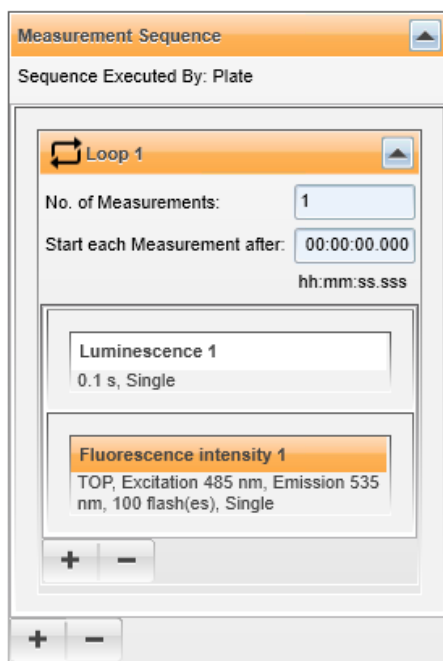 Measurement Sequence
Sequence Executed By: Plate
Loop 1
No. of Measurements: 1
Start each Measurement after: 00:00:00.000
hh:mm:ss.sss
Luminescence 1
0.1 s, Single
Fluorescence intensity 1
TOP, Excitation 485 nm, Emission 535
nm, 100 flash(es), Single
+ −
+ −